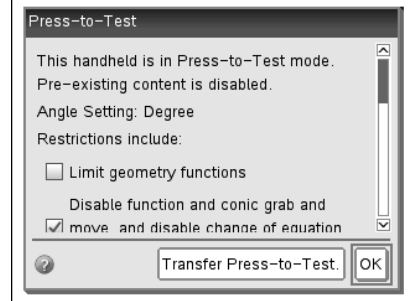 Press-to-Test
This handheld is in Press-to-Test mode.
Pre-existing content is disabled.
Angle Setting: Degree
Restrictions include:
Limit geometry functions
Disable function and conic grab and
move, and disable change of equation
?
Transfer Press-to-Test.
OK